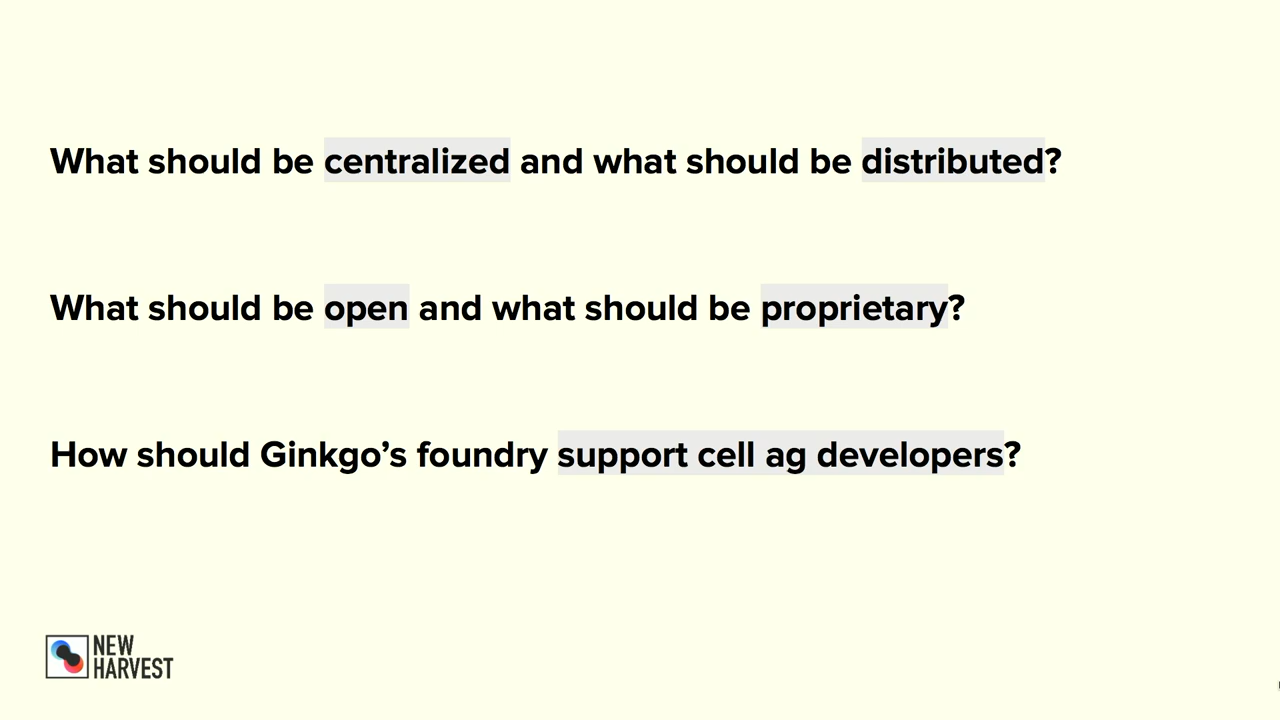 What should be centralized and what should be distributed?
What should be open and what should be proprietary?
How should Ginkgo’s foundry support cell ag developers?
NEW
HARVEST